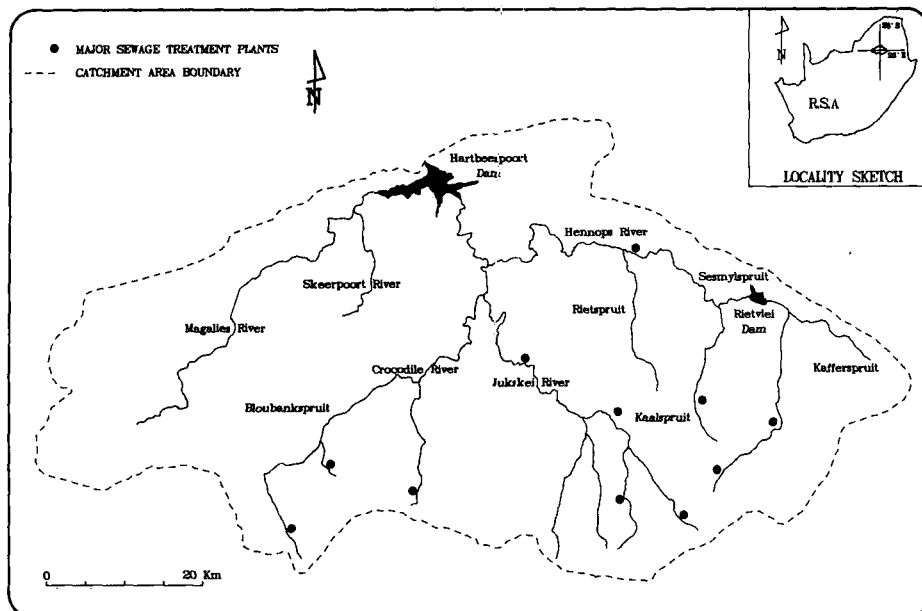 MAJOR SEWAGE TREATMENT PLANTS
CATCHMENT AREA BOUNDARY
N
N
R.S.A
LOCALITY SKETCH
Hartbeespoort
Dam
Hennops River
Skeerpoort River
Sesmylspruit
Rietspruit
Rietvlei
Dam
Magalies River
Crocodile River
Jukskei River
Kafferspruit
Bloubankspruit
Kaalspruit
0 20 Km